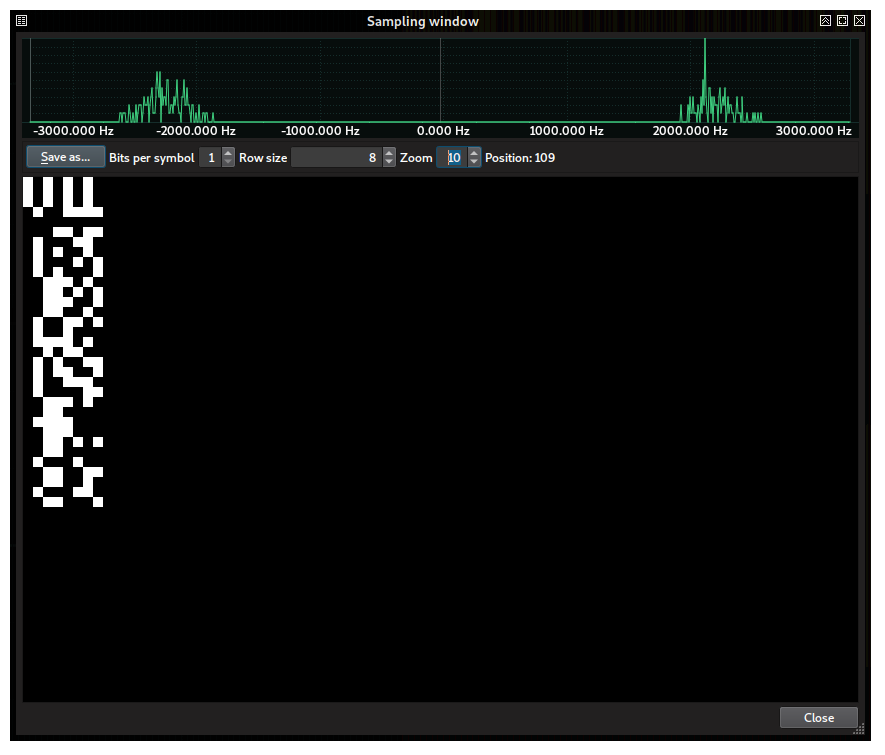 Sampling window
-3000.000 Hz -2000.000 Hz -1000.000 Hz 0.000 Hz 1000.000 Hz 2000.000 Hz 3000.000 Hz
Save as... Bits per symbol 1 Row size 8 Zoom 10 Position: 109
Close